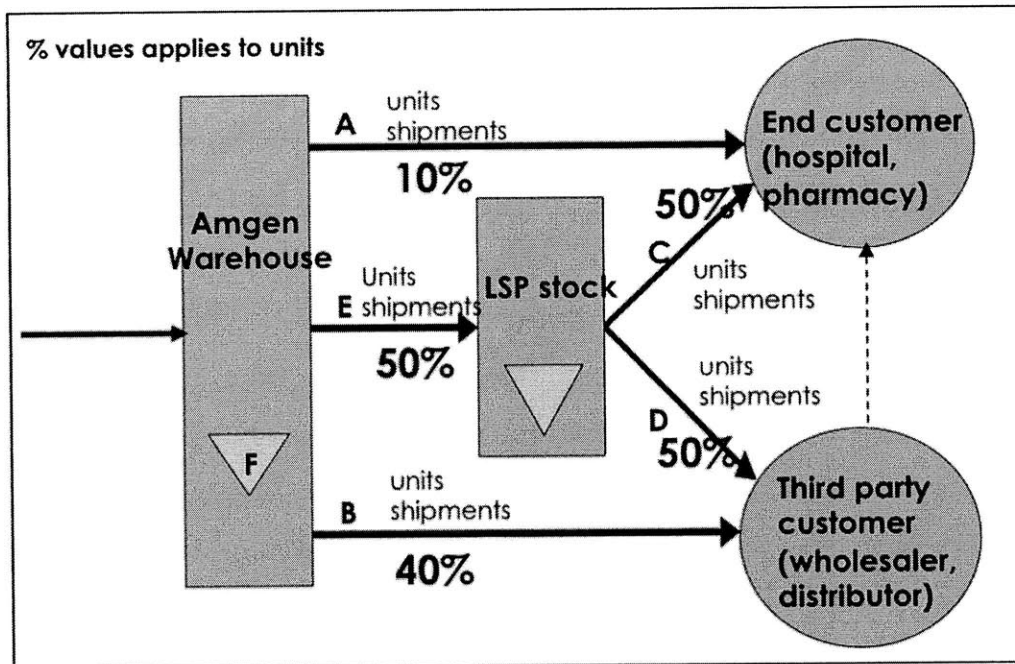 % values applies to units
A
units
shipments
10%
End customer
(hospital,
pharmacy)
50%
C
units
shipments
Amgen
Warehouse
Units
E
shipments
50%
LSP stock
units
shipments
D
50%
F
units
shipments
B
40%
Third party
customer
(wholesaler,
distributor)